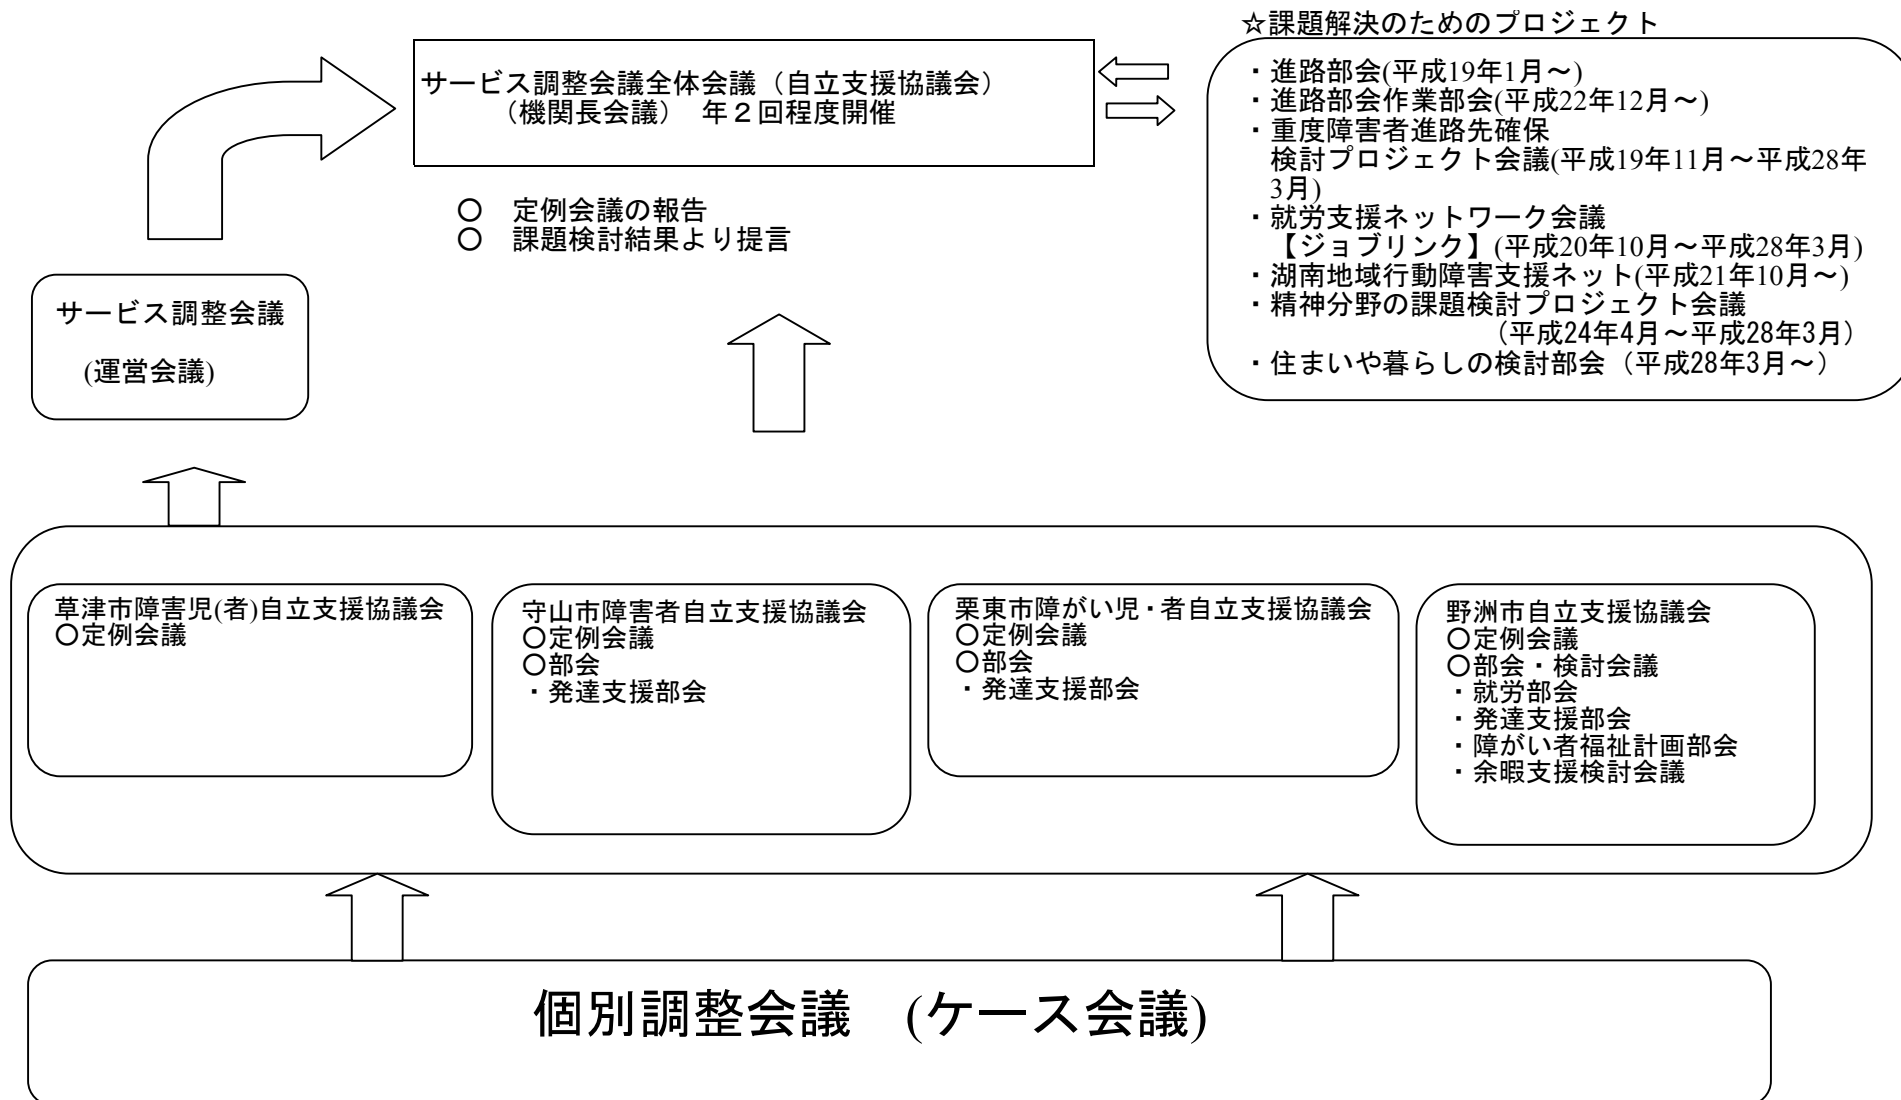 ☆課題解決のためのプロジェクト
サービス調整会議全体会議（自立支援協議会）
（機関長会議）　年２回程度開催
・進路部会(平成19年1月～)
・進路部会作業部会(平成22年12月～)
・重度障害者進路先確保
検討プロジェクト会議(平成19年11月～平成28年
3月)
・就労支援ネットワーク会議
【ジョブリンク】(平成20年10月～平成28年3月)
・湖南地域行動障害支援ネット(平成21年10月～)
・精神分野の課題検討プロジェクト会議
（平成24年4月～平成28年3月）
・住まいや暮らしの検討部会（平成28年3月～）
○　定例会議の報告
○　課題検討結果より提言
サービス調整会議
(運営会議)
草津市障害児(者)自立支援協議会
○定例会議
守山市障害者自立支援協議会
○定例会議
○部会
・発達支援部会
栗東市障がい児・者自立支援協議会
○定例会議
○部会
・発達支援部会
野洲市自立支援協議会
○定例会議
○部会・検討会議
・就労部会
・発達支援部会
・障がい者福祉計画部会
・余暇支援検討会議
個別調整会議　(ケース会議)